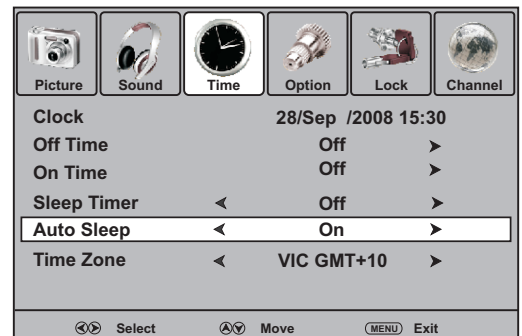 Picture Sound Time Option Lock Channel
Clock 28/Sep /2008 15:30
Off Time Off
On Time Off
Sleep Timer Off
Auto Sleep On
Time Zone VIC GMT+10
Select Move MENU Exit